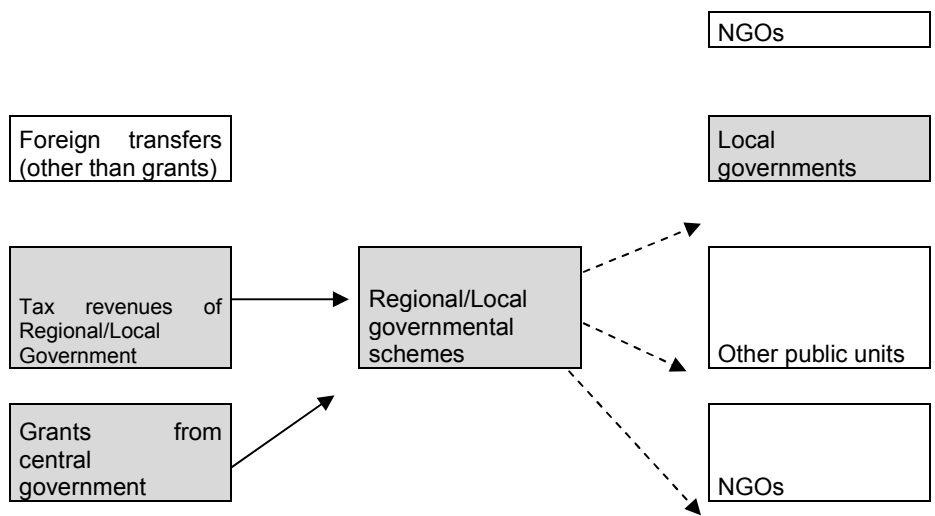 NGOs
Foreign transfers
(other than grants)
Local
governments
Tax revenues of
Regional/Local
Government
Regional/Local
governmental
schemes
Other public units
Grants from
central
government
NGOs